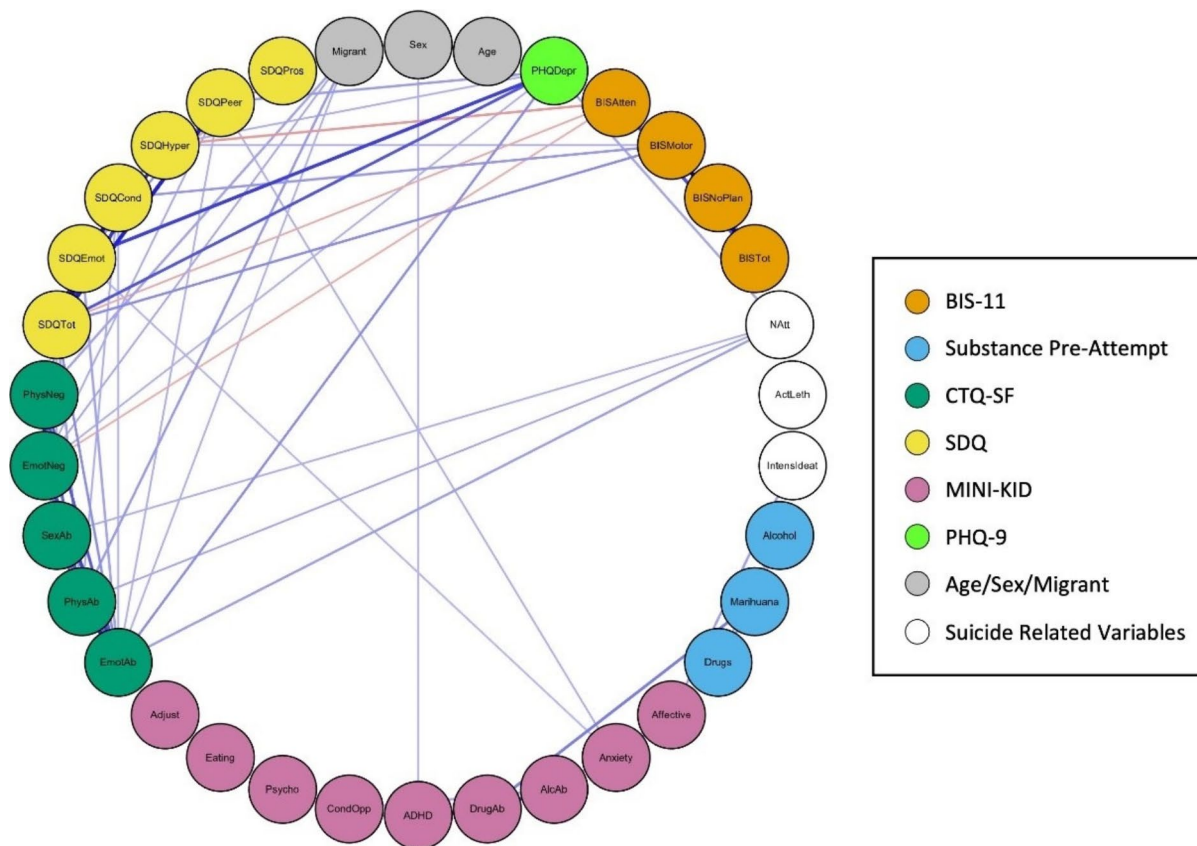 Sex
Migrant
Age
SDQPros
PHQDepr
SDQPeer
BISAtten
SDQHyper
BISMotor
SDQCond
BISNoPlan
SDQEmot
BISTot
SDQTot
NAtt
PhysNeg
ActLeth
EmotNeg
IntensIdeat
SexAb
Alcohol
PhysAb
Marihuana
EmotAb
Drugs
Adjust
Affective
Eating
Anxiety
Psycho
AlcAb
CondOpp
DrugAb
ADHD
BIS-11
Substance Pre-Attempt
CTQ-SF
SDQ
MINI-KID
PHQ-9
Age/Sex/Migrant
Suicide Related Variables